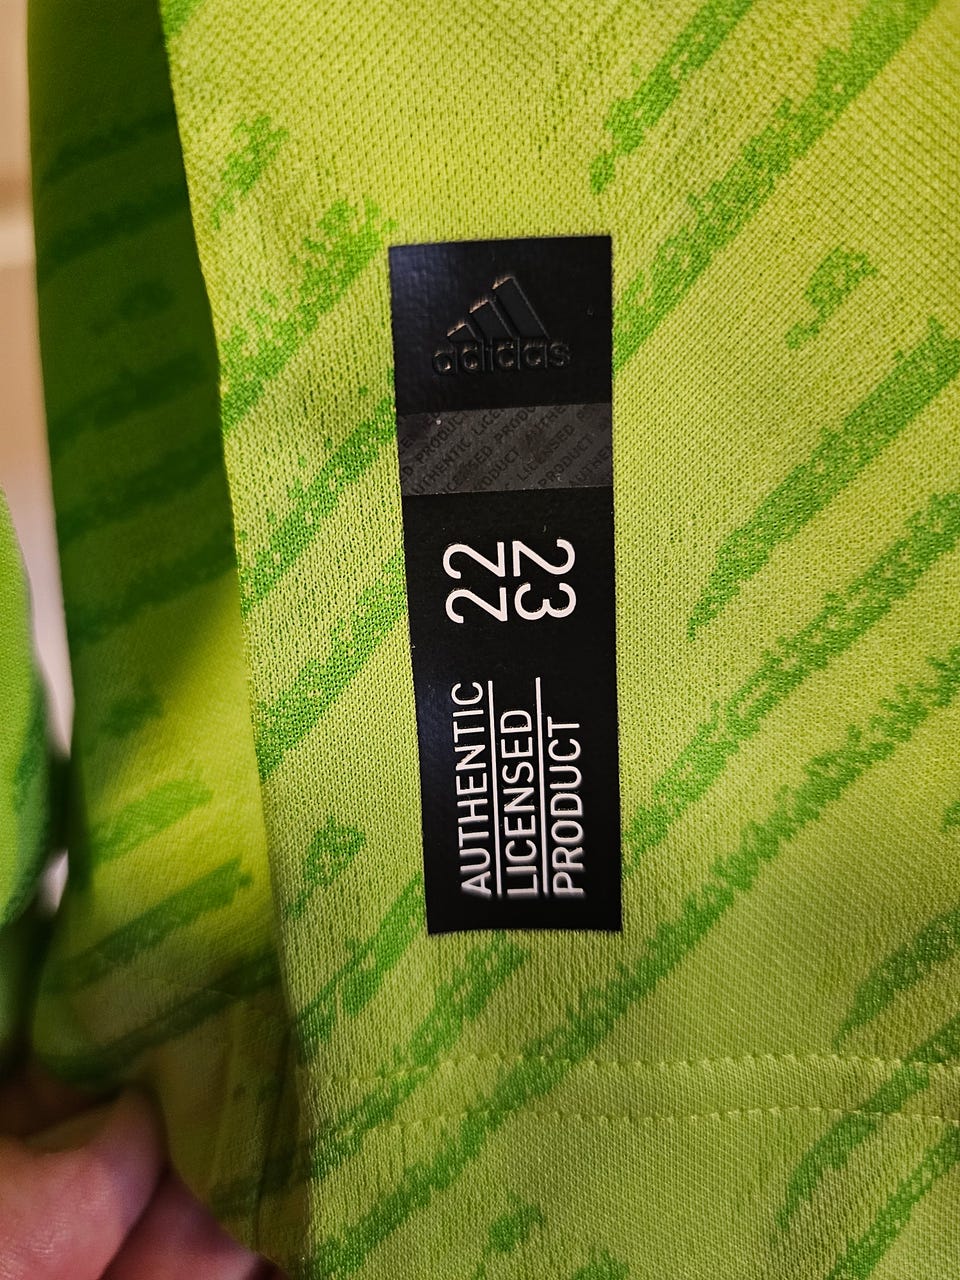 adidas
22
23
AUTHENTIC
LICENSED
PRODUCT